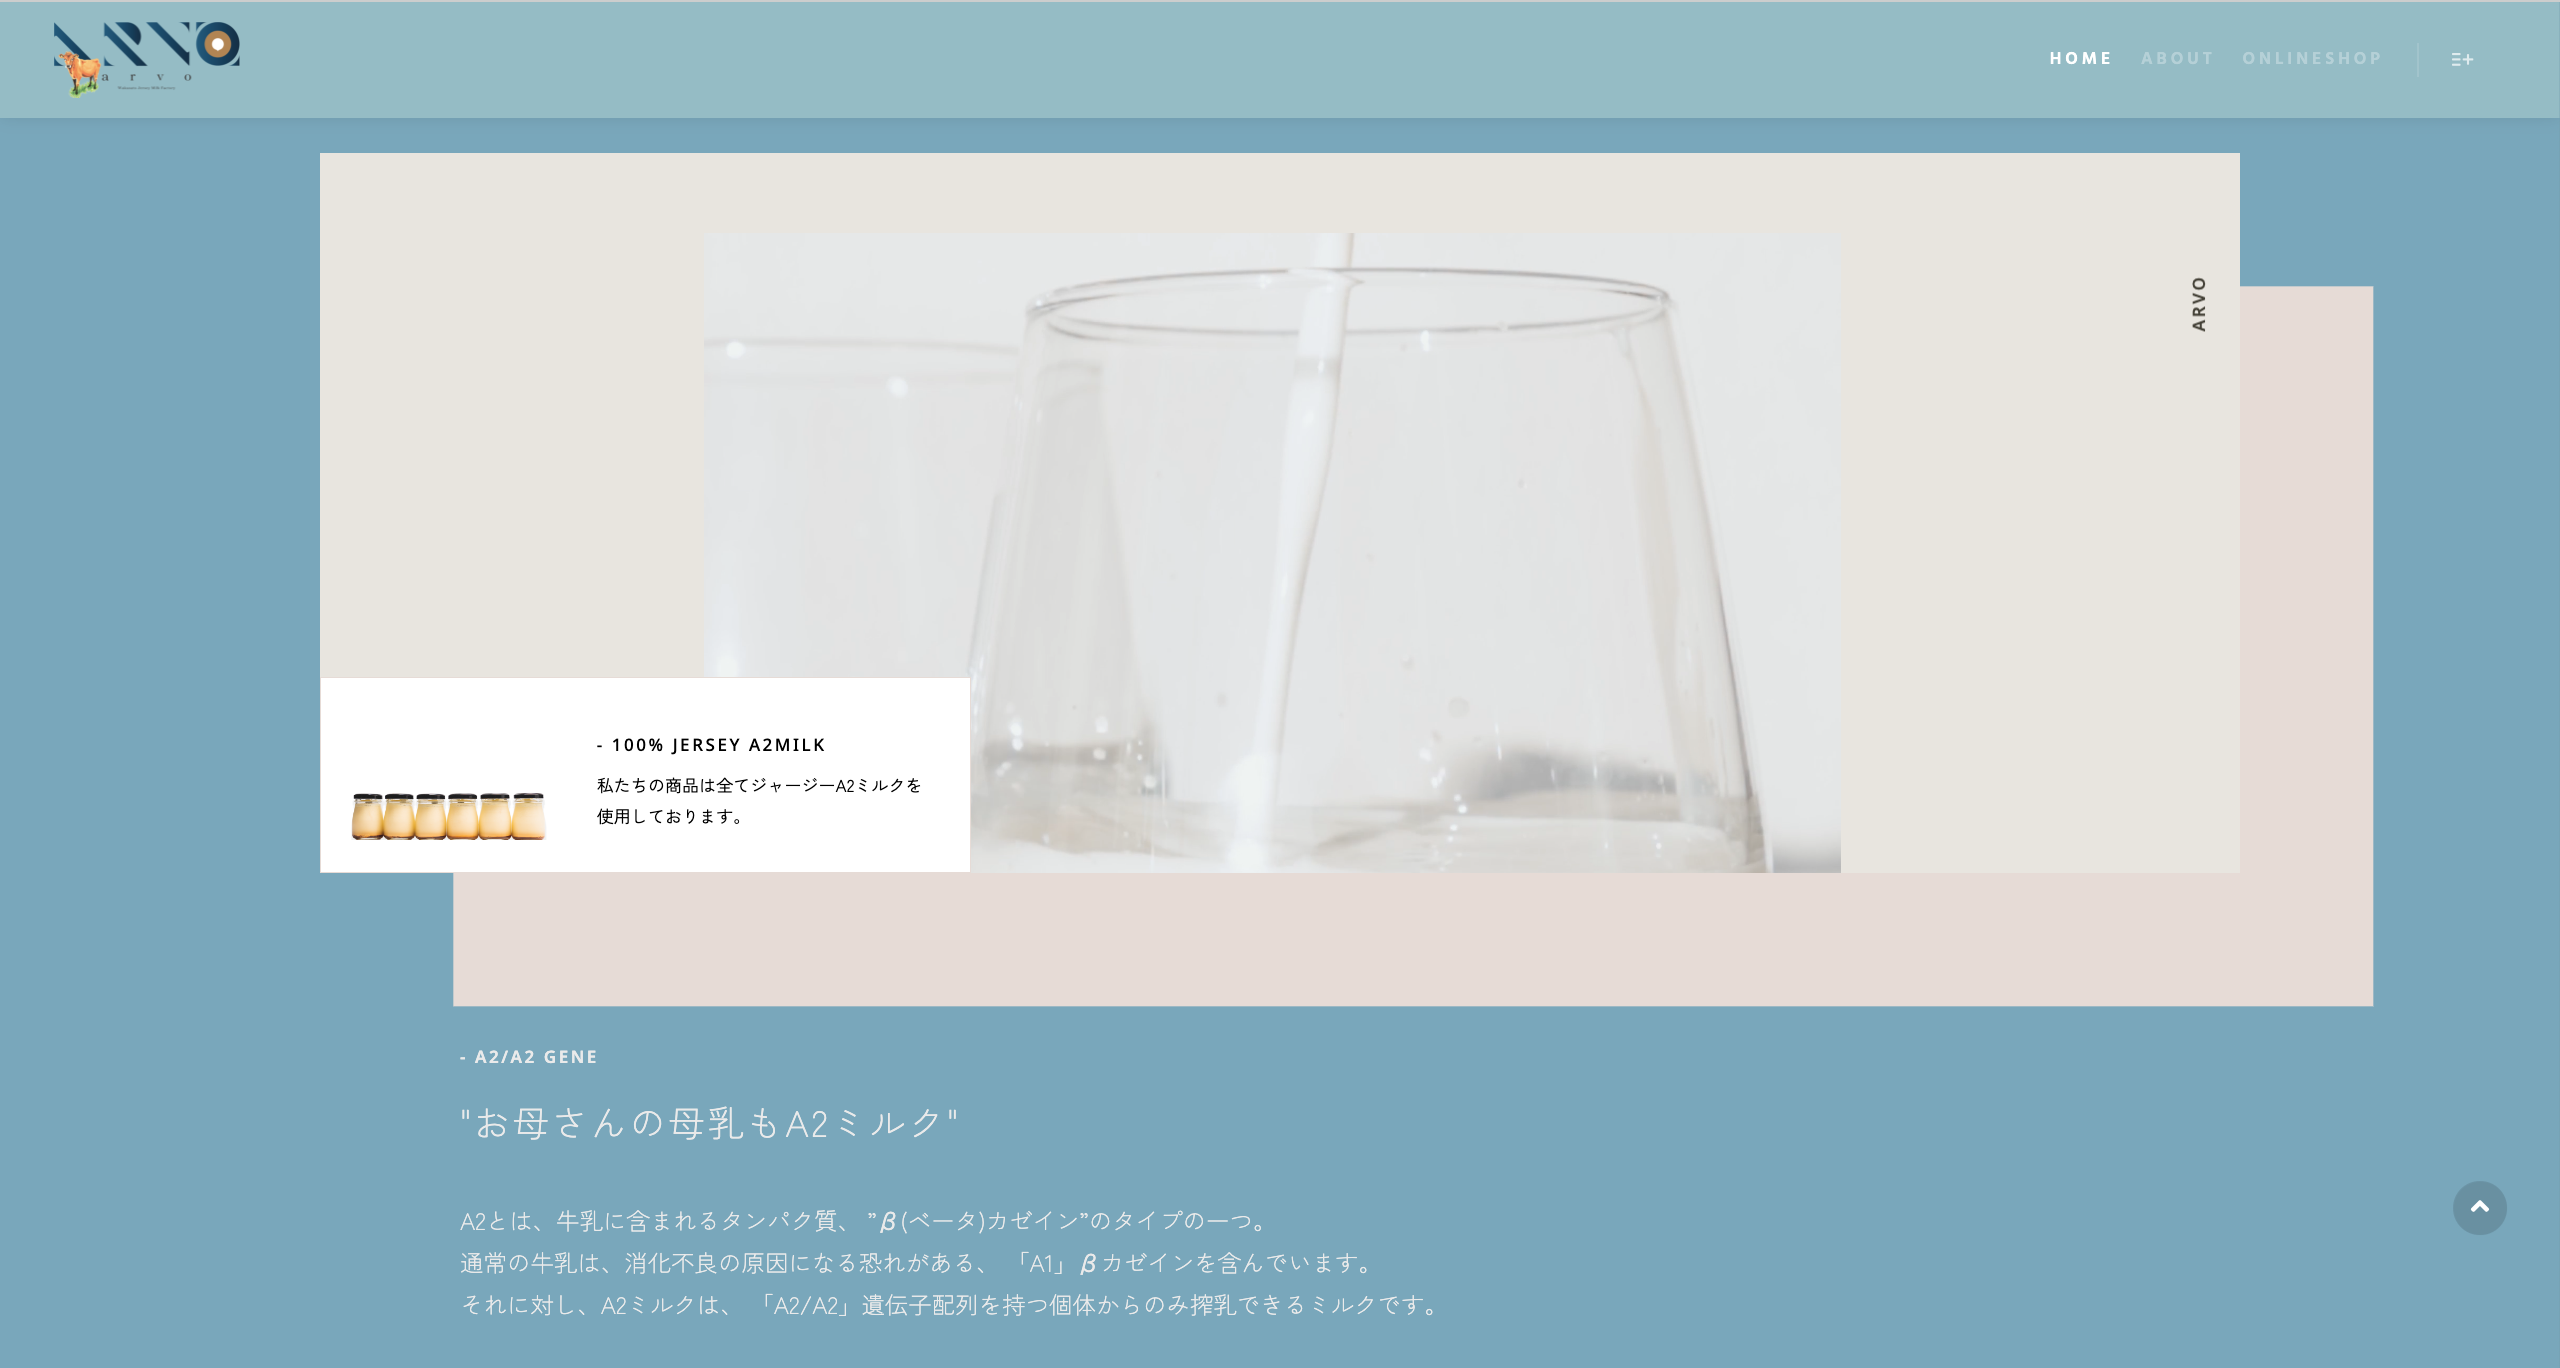 ARVO
arvo
HOME ABOUT ONLINESHOP
ARVO
- 100% JERSEY A2MILK
私たちの商品は全てジャージーA2ミルクを
使用しております。
- A2/A2 GENE
"お母さんの母乳もA2ミルク"
A2とは、牛乳に含まれるタンパク質、 ”β(ベータ)カゼイン”のタイプの一つ。
通常の牛乳は、消化不良の原因になる恐れがある、 「A1」βカゼインを含んでいます。
それに対し、A2ミルクは、 「A2/A2」遺伝子配列を持つ個体からのみ搾乳できるミルクです。